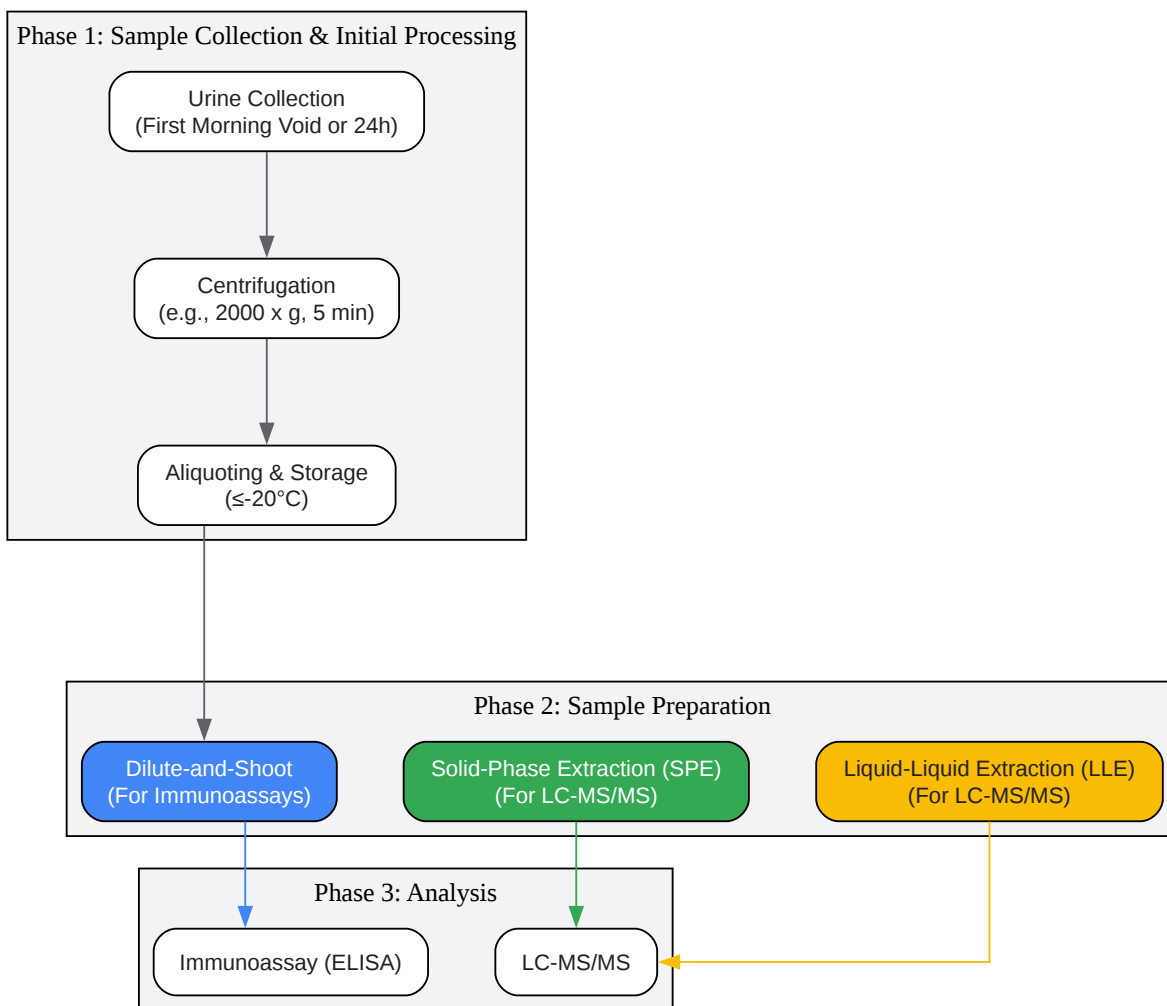 Phase 1: Sample Collection & Initial Processing
Urine Collection
(First Morning Void or 24h)
Centrifugation
(e.g., 2000 x g, 5 min)
Aliquoting & Storage
(≤-20°C)
Phase 2: Sample Preparation
Dilute-and-Shoot
(For Immunoassays)
Solid-Phase Extraction (SPE)
(For LC-MS/MS)
Liquid-Liquid Extraction (LLE)
(For LC-MS/MS)
Phase 3: Analysis
Immunoassay (ELISA)
LC-MS/MS